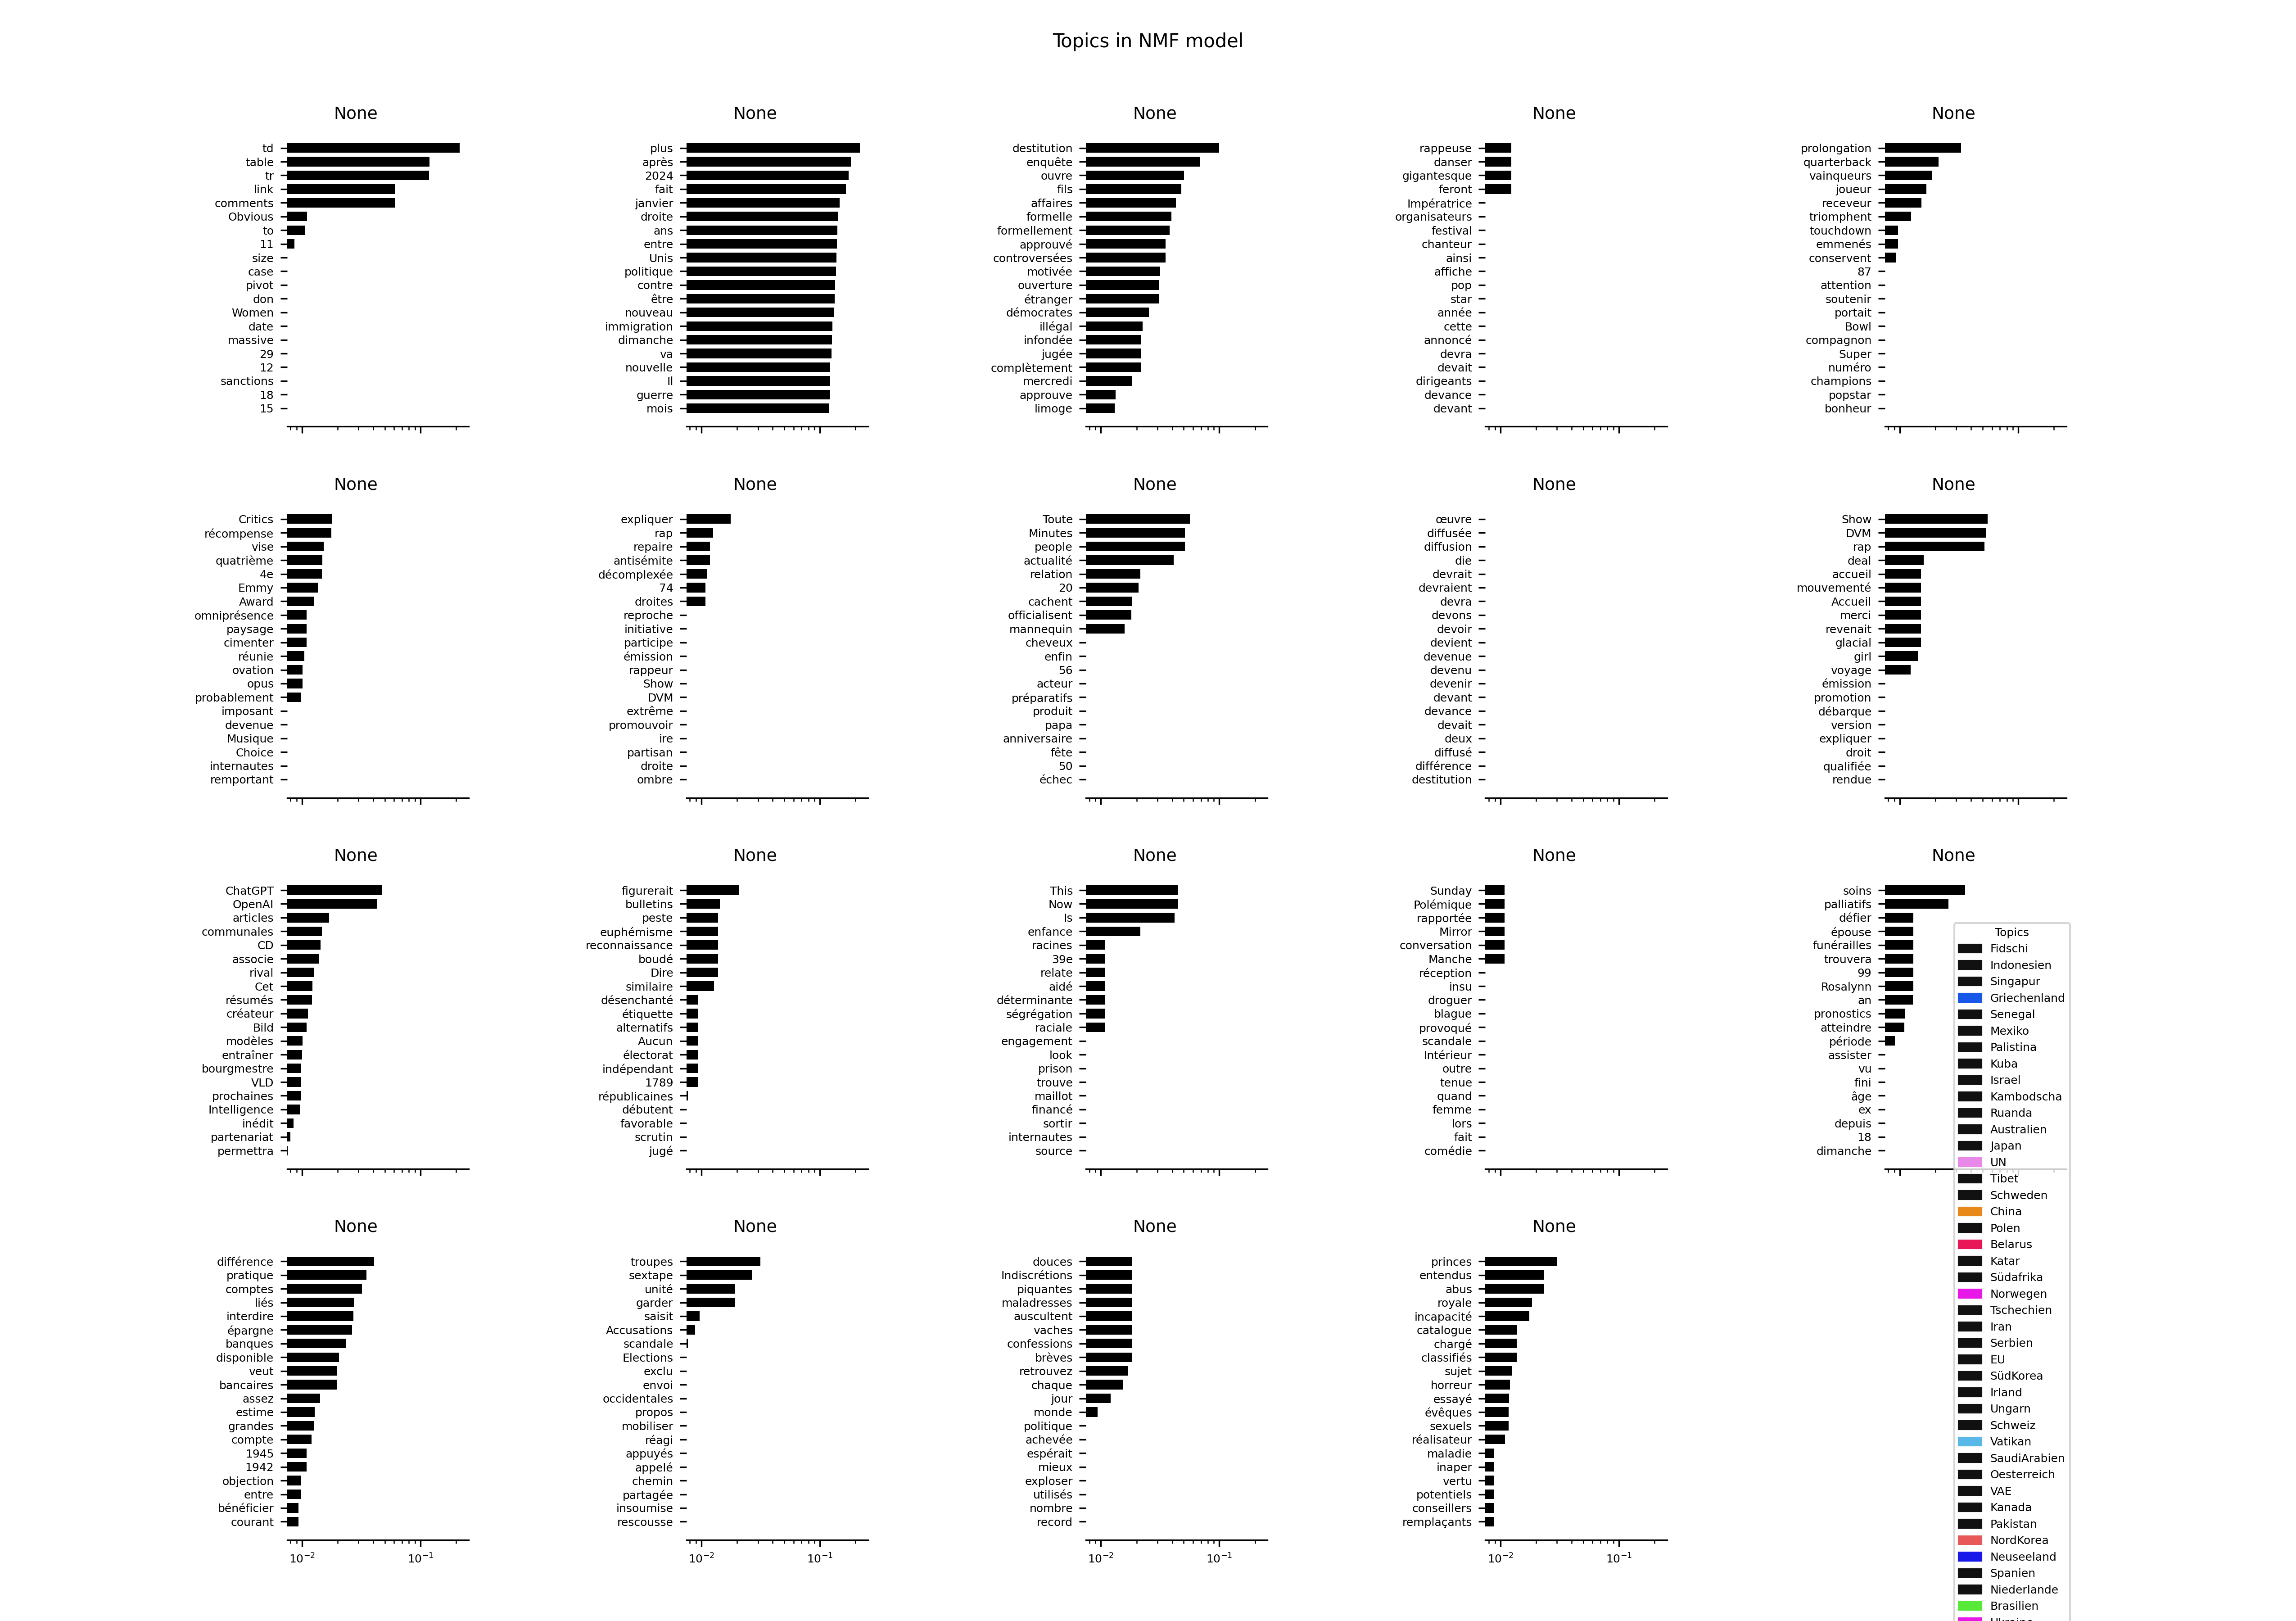 Topics in NMF model
None
td
table
tr
link
comments
Obvious
to
11
size
case
pivot
don
Women
date
massive
29
12
sanctions
18
15
None
plus
après
2024
fait
janvier
droite
ans
entre
Unis
politique
contre
être
nouveau
immigration
dimanche
va
nouvelle
Il
guerre
mois
None
destitution
enquête
ouvre
fils
affaires
formelle
formellement
approuvé
controversées
motivée
ouverture
étranger
démocrates
illégal
infondée
jugée
complètement
mercredi
approuve
limoge
None
rappeuse
danser
gigantesque
feront
Impératrice
organisateurs
festival
chanteur
ainsi
affiche
pop
star
année
cette
annoncé
devra
devait
dirigeants
devance
devant
None
prolongation
quarterback
vainqueurs
joueur
receveur
triomphent
touchdown
emmenés
conservent
87
attention
soutenir
portait
Bowl
compagnon
Super
numéro
champions
popstar
bonheur
None
Critics
récompense
vise
quatrième
4e
Emmy
Award
omniprésence
paysage
cimenter
réunie
ovation
opus
probablement
imposant
devenue
Musique
Choice
internautes
remportant
None
expliquer
rap
repaire
antisémite
décomplexée
74
droites
reproche
initiative
participe
émission
rappeur
Show
DVM
extrême
promouvoir
ire
partisan
droite
ombre
None
Toute
Minutes
people
actualité
relation
20
cachent
officialisent
mannequin
cheveux
enfin
56
acteur
préparatifs
produit
papa
anniversaire
fête
50
échec
None
œuvre
diffusée
diffusion
die
devrait
devraient
devra
devons
devoir
devient
devenue
devenu
devenir
devant
devance
devait
deux
diffusé
différence
destitution
None
Show
DVM
rap
deal
accueil
mouvementé
Accueil
merci
revenait
glacial
girl
voyage
émission
promotion
débarque
version
expliquer
droit
qualifiée
rendue
None
ChatGPT
OpenAI
articles
communales
CD
associe
rival
Cet
résumés
créateur
Bild
modèles
entraîner
bourgmestre
VLD
prochaines
Intelligence
inédit
partenariat
permettra
None
figurerait
bulletins
peste
euphémisme
reconnaissance
boudé
Dire
similaire
désenchanté
étiquette
alternatifs
Aucun
électorat
indépendant
1789
républicaines
débutent
favorable
scrutin
jugé
None
This
Now
Is
enfance
racines
39e
relate
aidé
déterminante
ségrégation
raciale
engagement
look
prison
trouve
maillot
financé
sortir
internautes
source
None
Sunday
Polémique
rapportée
Mirror
conversation
Manche
réception
insu
droguer
blague
provoqué
scandale
Intérieur
outre
tenue
quand
femme
lors
fait
comédie
None
soins
palliatifs
défier
épouse
funérailles
trouvera
99
Rosalynn
an
pronostics
atteindre
période
assister
vu
fini
âge
ex
depuis
18
dimanche
None
différence
pratique
comptes
liés
interdire
épargne
banques
disponible
veut
bancaires
assez
estime
grandes
compte
1945
1942
objection
entre
bénéficier
courant
10⁻² 10⁻¹
None
troupes
sextape
unité
garder
saisit
Accusations
scandale
Elections
exclu
envoi
occidentales
propos
mobiliser
réagi
appuyés
appelé
chemin
partagée
insoumise
rescousse
10⁻² 10⁻¹
None
douces
Indiscrétions
piquantes
maladresses
auscultent
vaches
confessions
brèves
retrouvez
chaque
jour
monde
politique
achevée
espérait
mieux
exploser
utilisés
nombre
record
10⁻² 10⁻¹
None
princes
entendus
abus
royale
incapacité
catalogue
chargé
classifiés
sujet
horreur
essayé
évêques
sexuels
réalisateur
maladie
inaper
vertu
potentiels
conseillers
remplaçants
10⁻² 10⁻¹
Topics
Fidschi
Indonesien
Singapur
Griechenland
Senegal
Mexiko
Palistina
Kuba
Israel
Kambodscha
Ruanda
Australien
Japan
UN
Tibet
Schweden
China
Polen
Belarus
Katar
Südafrika
Norwegen
Tschechien
Iran
Serbien
EU
SüdKorea
Irland
Ungarn
Schweiz
Vatikan
SaudiArabien
Oesterreich
VAE
Kanada
Pakistan
NordKorea
Neuseeland
Spanien
Niederlande
Brasilien